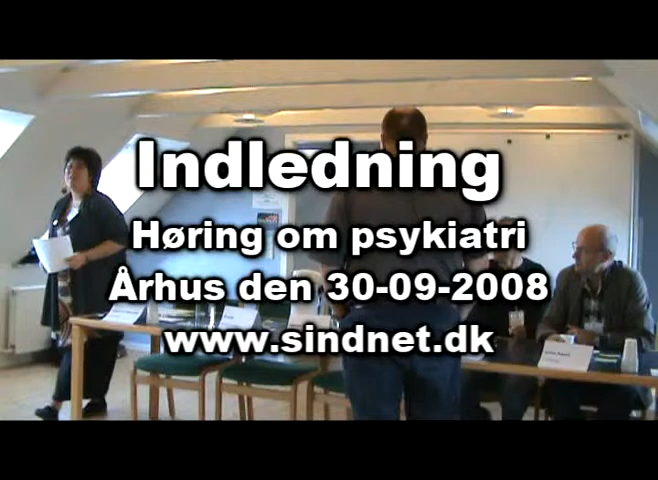 Indledning
Høring om psykiatri
Århus den 30-09-2008
www.sindnet.dk